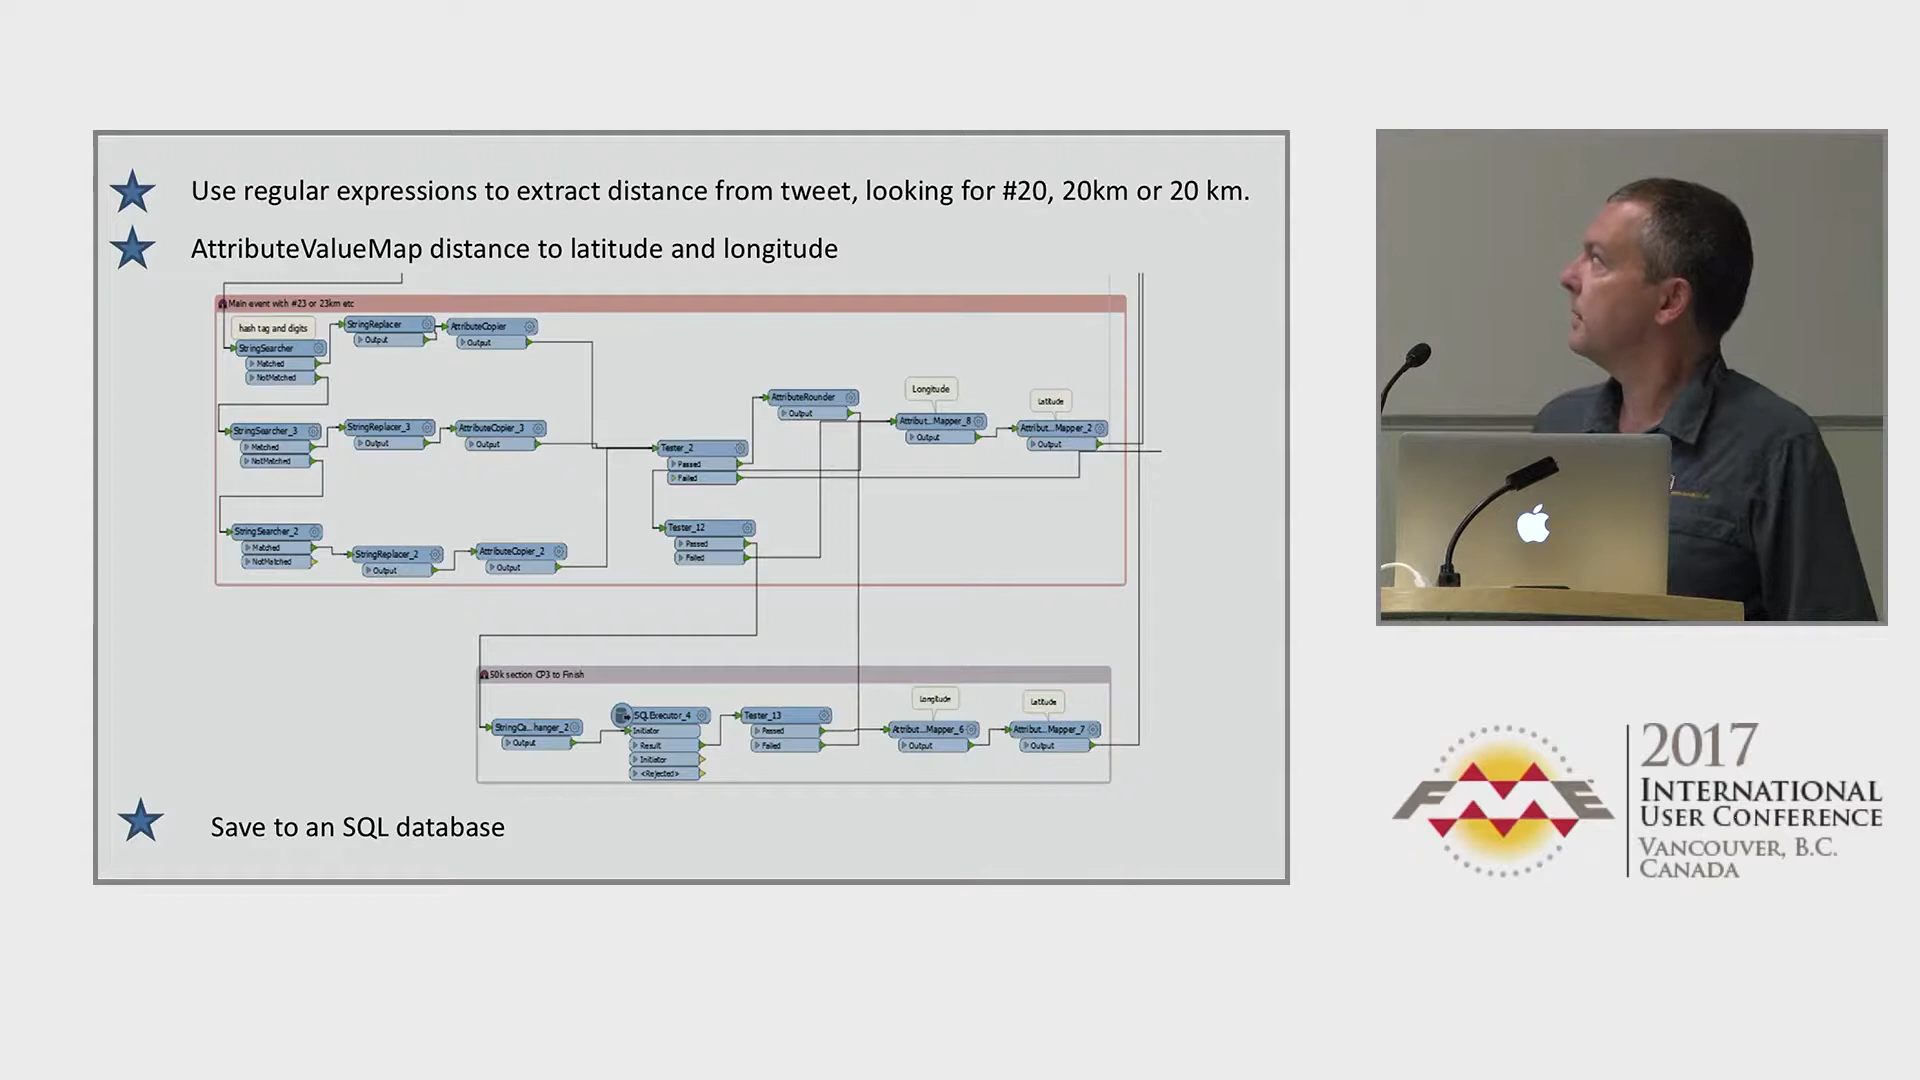 Use regular expressions to extract distance from tweet, looking for #20, 20km or 20 km.
AttributeValueMap distance to latitude and longitude
Main event with #23 or 23km etc
hash tag and digits
StringSearcher
Matched
NotMatched
StringReplacer
Output
AttributeCopier
Output
StringSearcher_3
Matched
NotMatched
StringReplacer_3
Output
AttributeCopier_3
Output
StringSearcher_2
Matched
NotMatched
StringReplacer_2
Output
AttributeCopier_2
Output
Tester_2
Passed
Failed
Tester_12
Passed
Failed
AttributeRounder
Output
Longitude
Attribut...Mapper_8
Output
Latitude
Attribut...Mapper_2
Output
50k section CP3 to Finish
StringCa...hanger_2
Output
SQLExecutor_4
Initiator
Result
Initiator
<Rejected>
Tester_13
Passed
Failed
Longitude
Attribut...Mapper_6
Output
Latitude
Attribut...Mapper_7
Output
Save to an SQL database
FME
2017
INTERNATIONAL
USER CONFERENCE
VANCOUVER, B.C.
CANADA